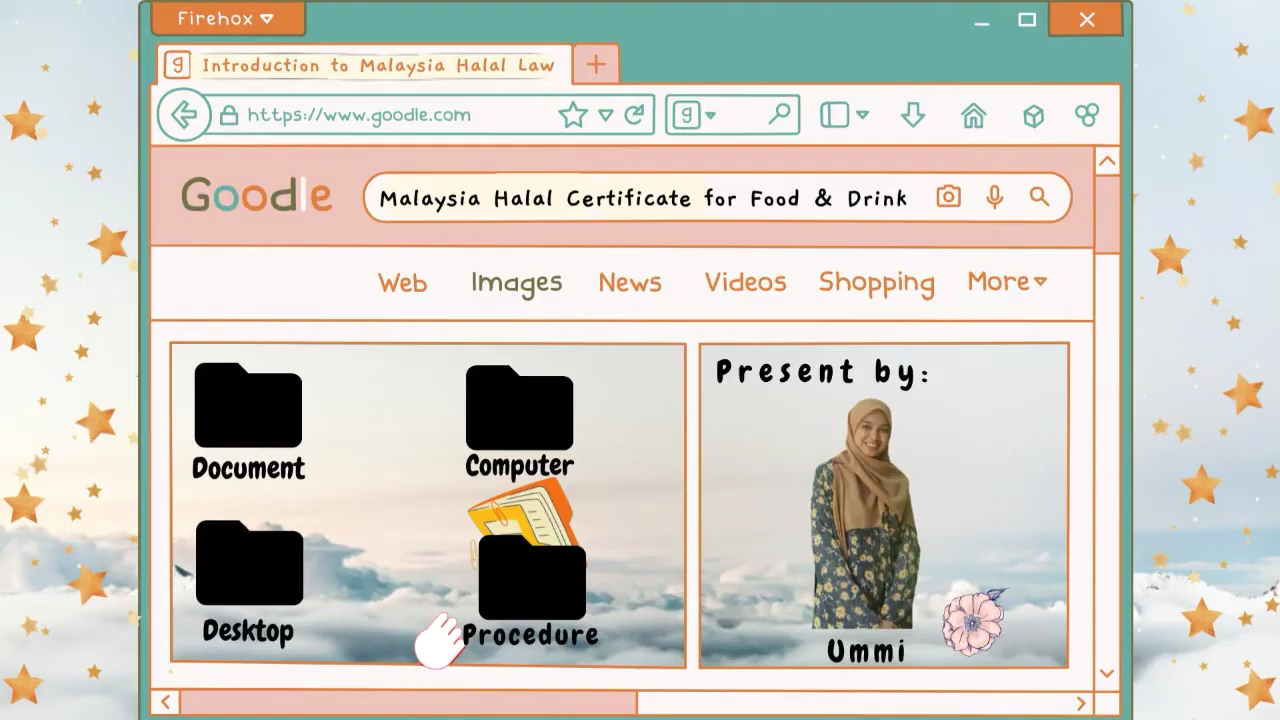 Firehox
g Introduction to Malaysia Halal Law
https://www.goodle.com
g
Goodle
Malaysia Halal Certificate for Food & Drink
Web Images News Videos Shopping More
Document
Computer
Desktop
Procedure
Present by:
Ummi